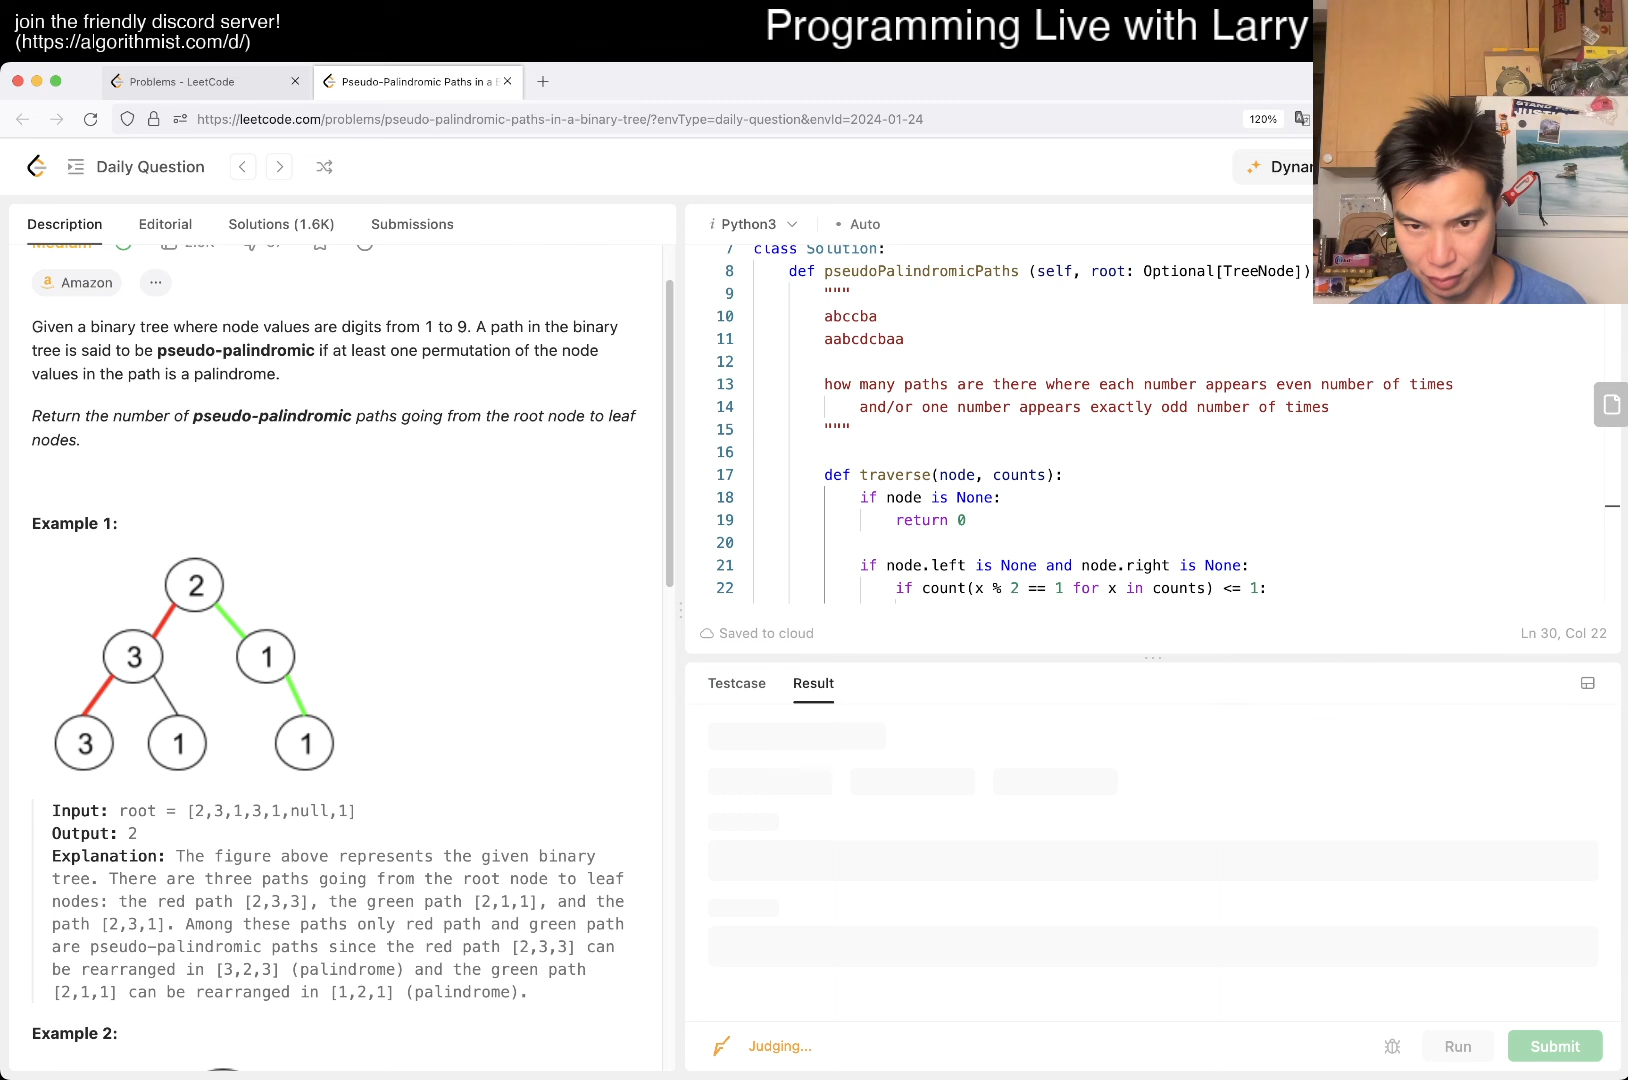 join the friendly discord server!
(https://algorithmist.com/d/)
Programming Live with Larry
Problems - LeetCode
Pseudo-Palindromic Paths in a
https://leetcode.com/problems/pseudo-palindromic-paths-in-a-binary-tree/?envType=daily-question&envId=2024-01-24
120%
Daily Question
Dynar
Description
Editorial
Solutions (1.6K)
Submissions
Medium
Amazon
...
Given a binary tree where node values are digits from 1 to 9. A path in the binary
tree is said to be pseudo-palindromic if at least one permutation of the node
values in the path is a palindrome.
Return the number of pseudo-palindromic paths going from the root node to leaf
nodes.
Example 1:
2
3
1
3
1
1
Input: root = [2,3,1,3,1,null,1]
Output: 2
Explanation: The figure above represents the given binary
tree. There are three paths going from the root node to leaf
nodes: the red path [2,3,3], the green path [2,1,1], and the
path [2,3,1]. Among these paths only red path and green path
are pseudo-palindromic paths since the red path [2,3,3] can
be rearranged in [3,2,3] (palindrome) and the green path
[2,1,1] can be rearranged in [1,2,1] (palindrome).
Example 2:
i Python3
• Auto
7 class Solution:
8 def pseudoPalindromicPaths (self, root: Optional[TreeNode])
9 """
10 abccba
11 aabcdcbaa
12
13 how many paths are there where each number appears even number of times
14 and/or one number appears exactly odd number of times
15 """
16
17 def traverse(node, counts):
18 if node is None:
19 return 0
20
21 if node.left is None and node.right is None:
22 if count(x % 2 == 1 for x in counts) <= 1:
Saved to cloud
Ln 30, Col 22
Testcase
Result
Judging...
Run
Submit